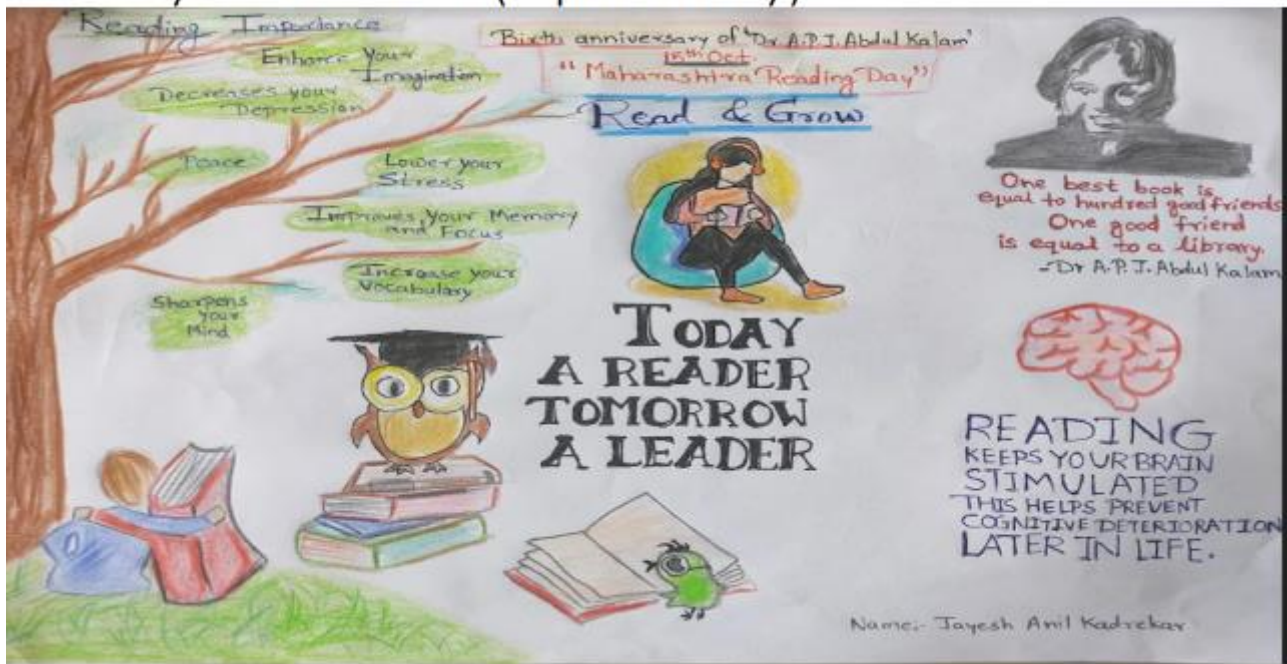 Reading Importance
Enhance your
Imagination
Decreases your
Depression
Peace
Lower your
Stress
Improves your Memory
and Focus
Increase your
Vocabulary
Sharpens
your
Mind
Birth anniversary of "Dr A.P.J. Abdul Kalam"
15th Oct.
"Maharashtra Reading Day"
Read & Grow
TODAY
A READER
TOMORROW
A LEADER
One best book is
equal to hundred good friends
One good friend
is equal to a library.
-Dr A.P.J. Abdul Kalam
READING
KEEPS YOUR BRAIN
STIMULATED
THIS HELPS PREVENT
COGNITIVE DETERIORATION
LATER IN LIFE.
Name:- Jayesh Anil Kadrekar